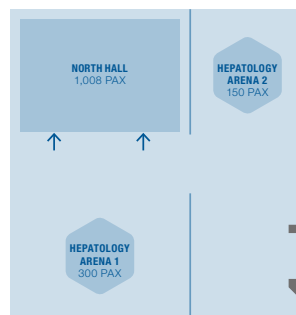 NORTH HALL
1,008 PAX
HEPATOLOGY
ARENA 2
150 PAX
HEPATOLOGY
ARENA 1
300 PAX